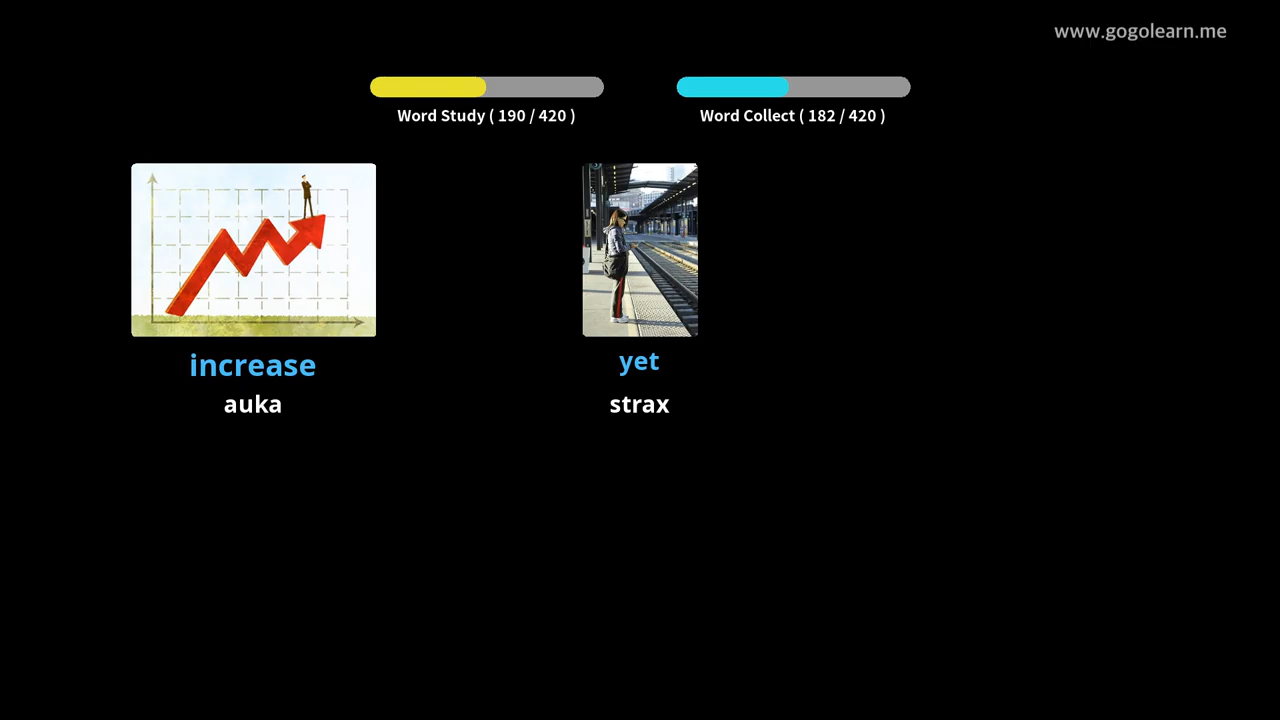 www.gogolearn.me
Word Study ( 190 / 420 )
Word Collect ( 182 / 420 )
increase
auka
yet
strax